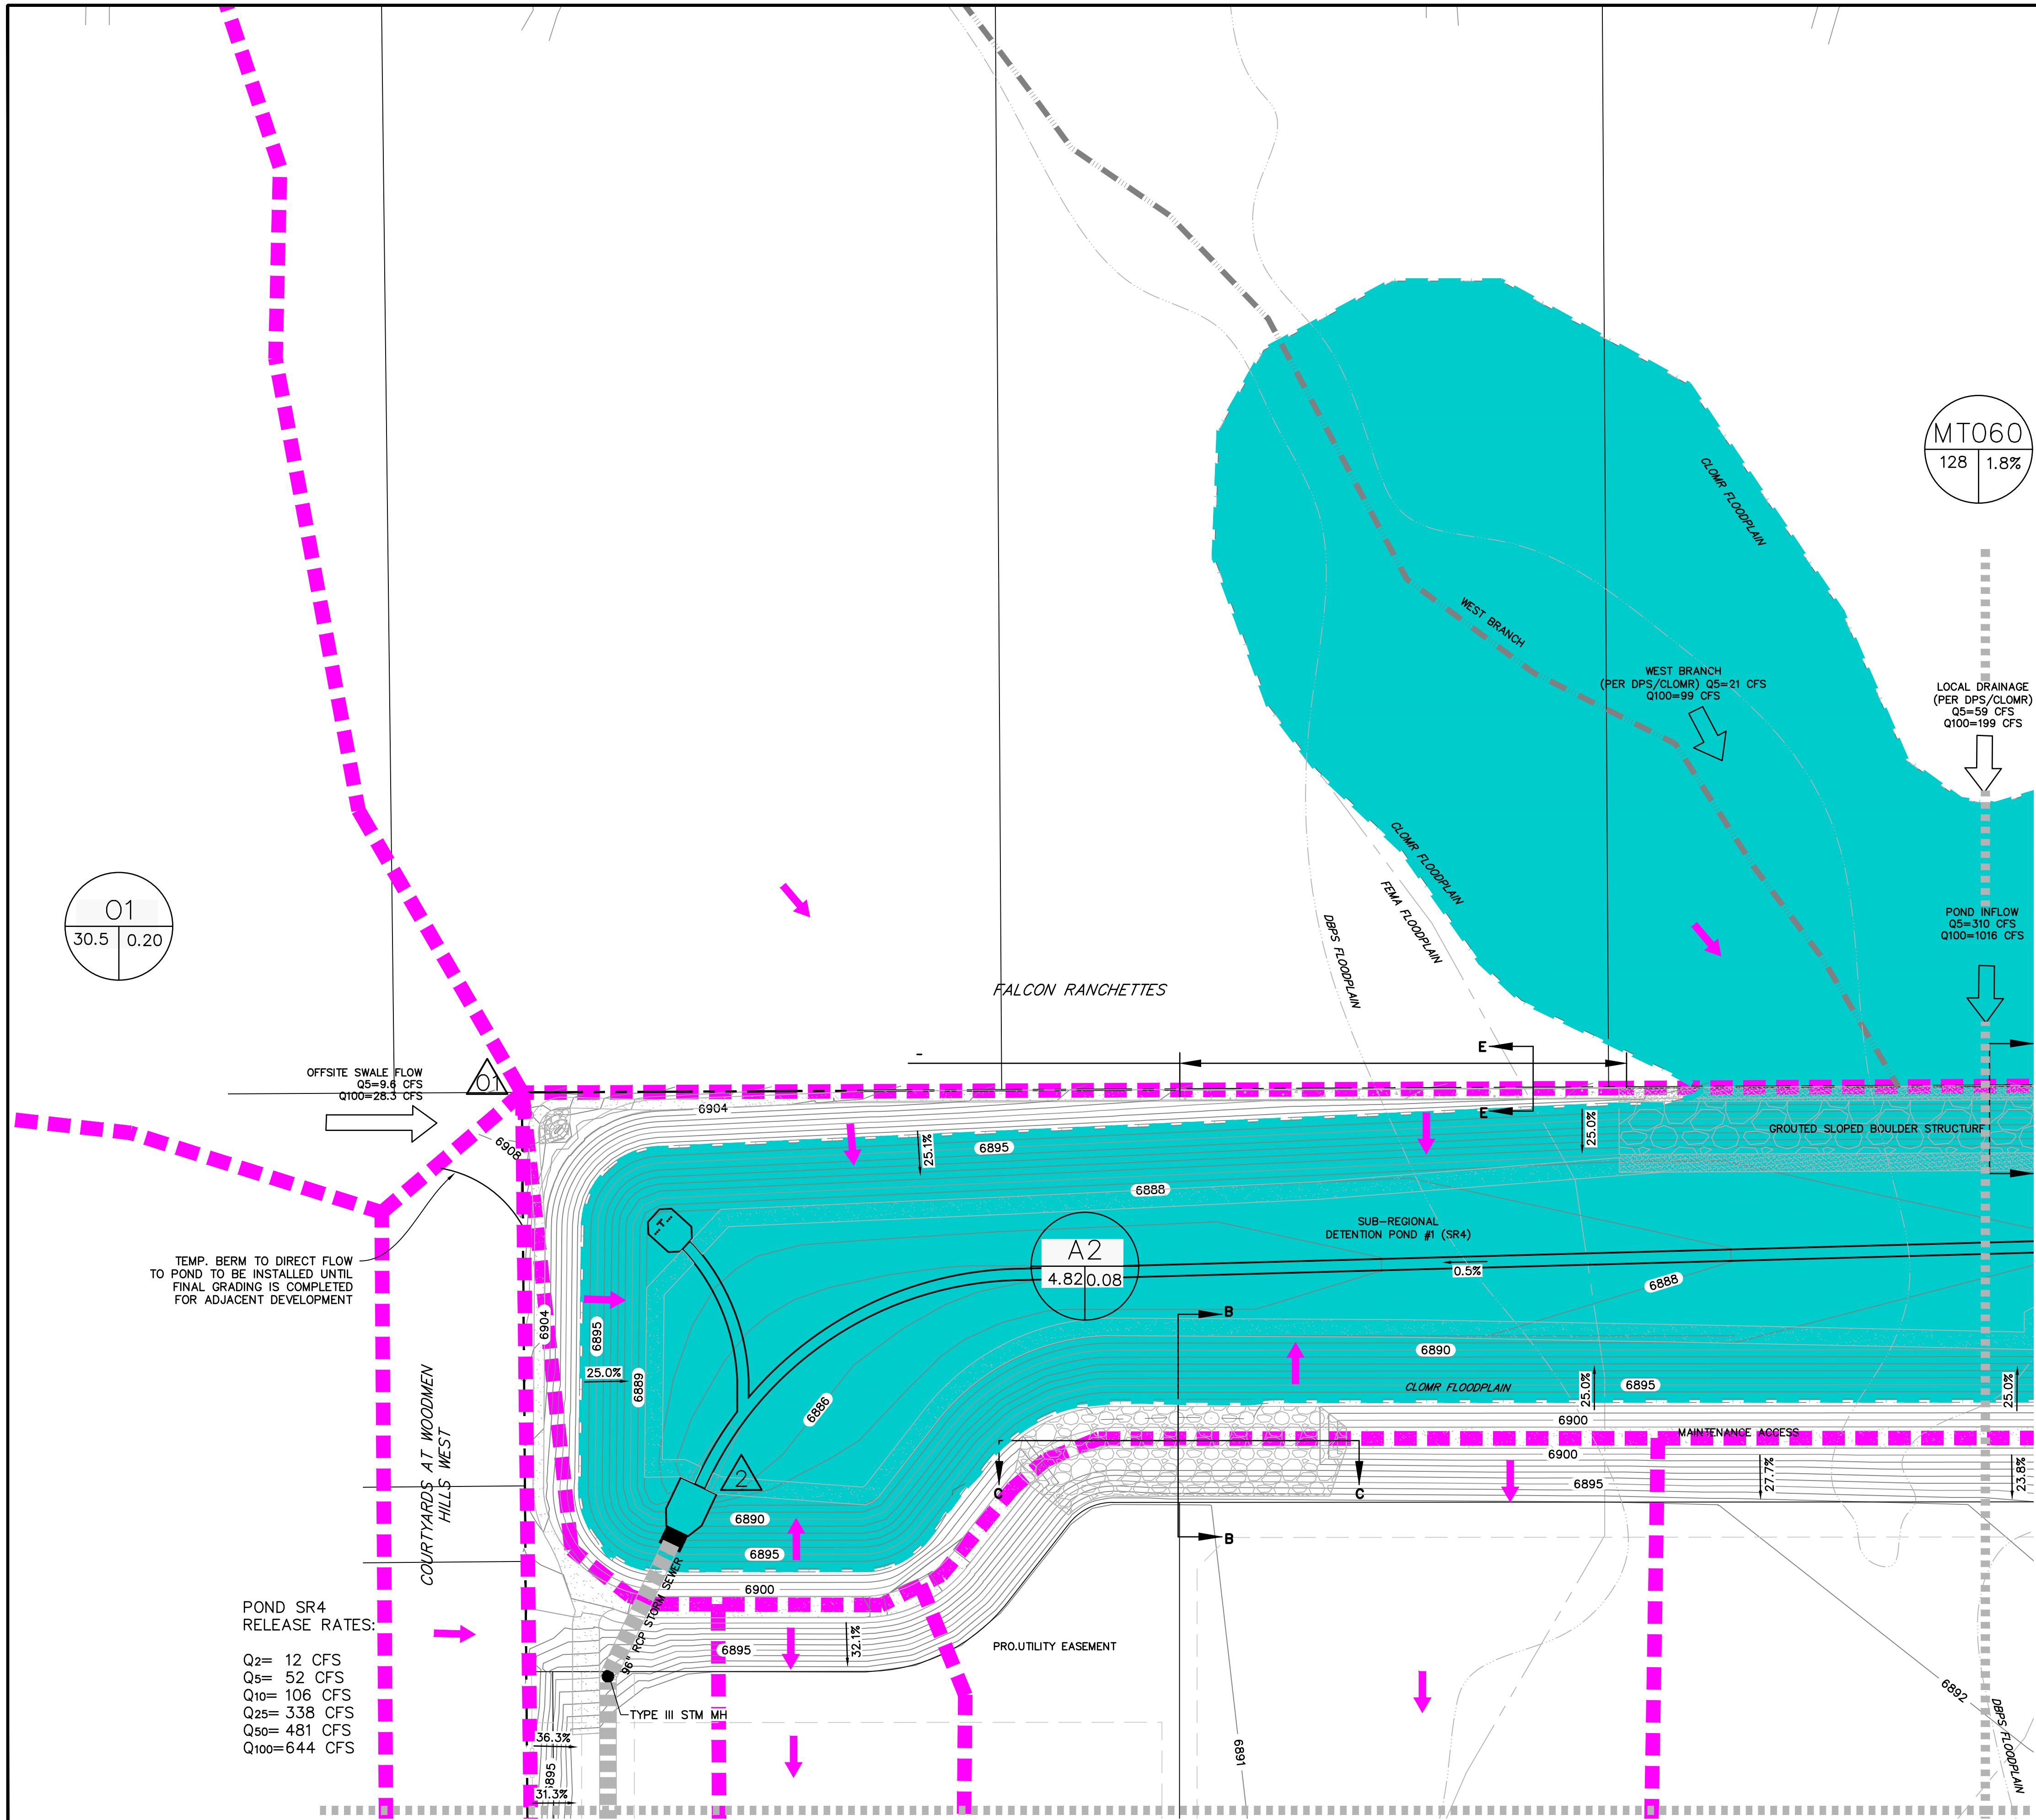 MT060
128 1.8%
CLOMR FLOODPLAIN
WEST BRANCH
WEST BRANCH
(PER DPS/CLOMR) Q5=21 CFS
Q100=99 CFS
LOCAL DRAINAGE
(PER DPS/CLOMR)
Q5=59 CFS
Q100=199 CFS
CLOMR FLOODPLAIN
FEMA FLOODPLAIN
DBPS FLOODPLAIN
O1
30.5 0.20
POND INFLOW
Q5=310 CFS
Q100=1016 CFS
FALCON RANCHETTES
E
E
OFFSITE SWALE FLOW
Q5=9.6 CFS
Q100=28.3 CFS
O1
6904
6908
25.1%
6895
25.0%
GROUTED SLOPED BOULDER STRUCTURE
6888
SUB-REGIONAL
DETENTION POND #1 (SR4)
A2
4.82 0.08
0.5%
6888
TEMP. BERM TO DIRECT FLOW
TO POND TO BE INSTALLED UNTIL
FINAL GRADING IS COMPLETED
FOR ADJACENT DEVELOPMENT
6904
6895
25.0%
6889
6886
B
6890
CLOMR FLOODPLAIN
25.0%
6895
25.0%
6900
MAINTENANCE ACCESS
6900
6895
27.7%
23.8%
C
C
B
2
COURTYARDS AT WOODMEN
HILLS WEST
6890
6895
6900
96" RCP STORM SEWER
6895
32.1%
PRO.UTILITY EASEMENT
TYPE III STM MH
POND SR4
RELEASE RATES:
Q2= 12 CFS
Q5= 52 CFS
Q10= 106 CFS
Q25= 338 CFS
Q50= 481 CFS
Q100=644 CFS
36.3%
6895
31.3%
6891
6892
DBPS FLOODPLAIN